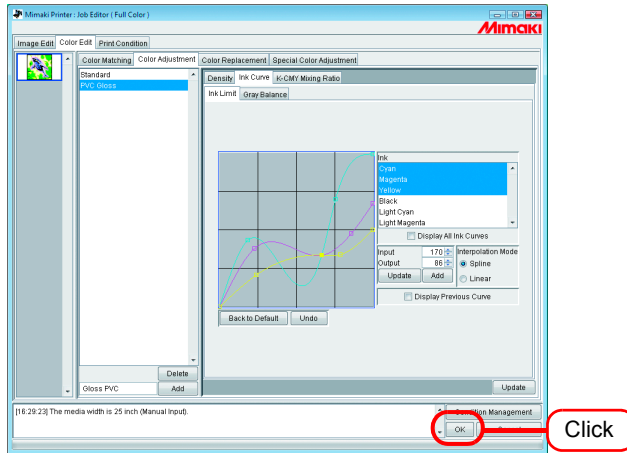 Mimaki Printer : Job Editor ( Full Color )
Mimaki
Image Edit Color Edit Print Condition
Color Matching Color Adjustment Color Replacement Special Color Adjustment
Standard
PVC Gloss
Density Ink Curve K-CMY Mixing Ratio
Ink Limit Gray Balance
Ink
Cyan
Magenta
Yellow
Black
Light Cyan
Light Magenta
Display All Ink Curves
Input 170 Interpolation Mode
Output 86 Spline
Update Add Linear
Display Previous Curve
Back to Default Undo
Delete
Gloss PVC Add
Update
[16:29:23] The media width is 25 inch (Manual Input).
Condition Management
OK
Click